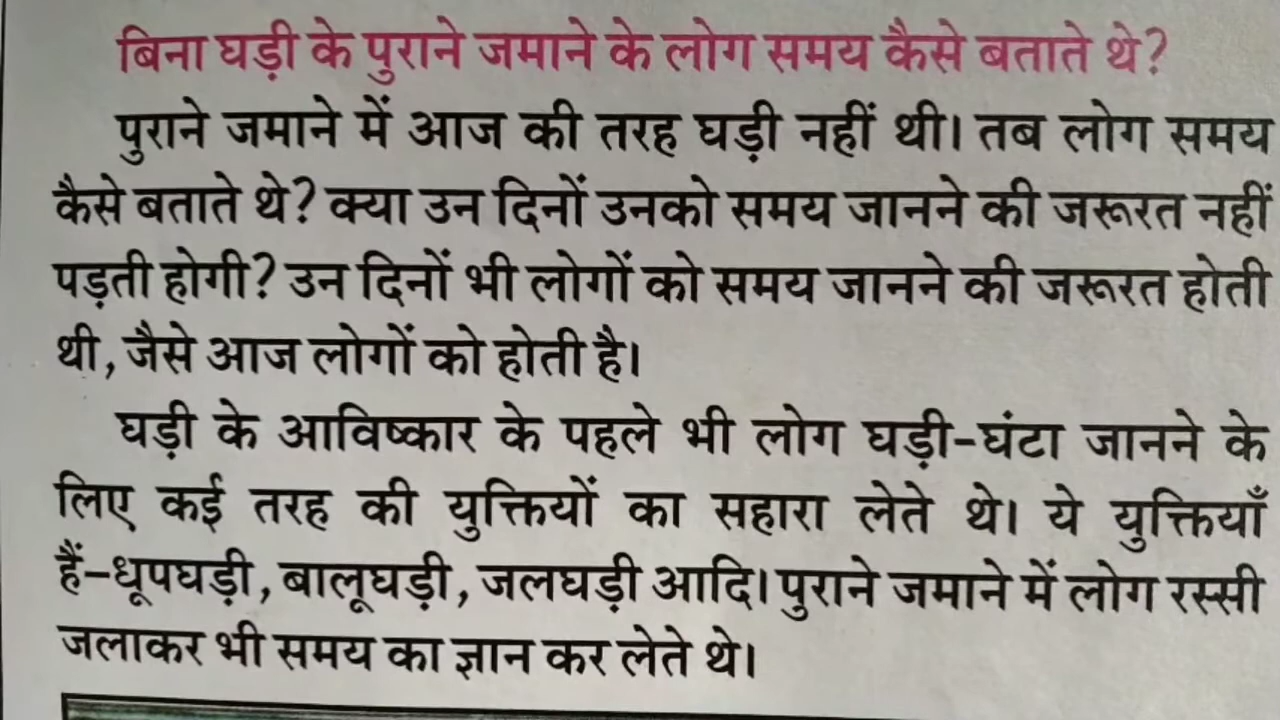 बिना घड़ी के पुराने जमाने के लोग समय कैसे बताते थे?
पुराने जमाने में आज की तरह घड़ी नहीं थी। तब लोग समय
कैसे बताते थे? क्या उन दिनों उनको समय जानने की जरूरत नहीं
पड़ती होगी? उन दिनों भी लोगों को समय जानने की जरूरत होती
थी, जैसे आज लोगों को होती है।
घड़ी के आविष्कार के पहले भी लोग घड़ी-घंटा जानने के
लिए कई तरह की युक्तियों का सहारा लेते थे। ये युक्तियाँ
हैं-धूपघड़ी, बालूघड़ी, जलघड़ी आदि। पुराने जमाने में लोग रस्सी
जलाकर भी समय का ज्ञान कर लेते थे।